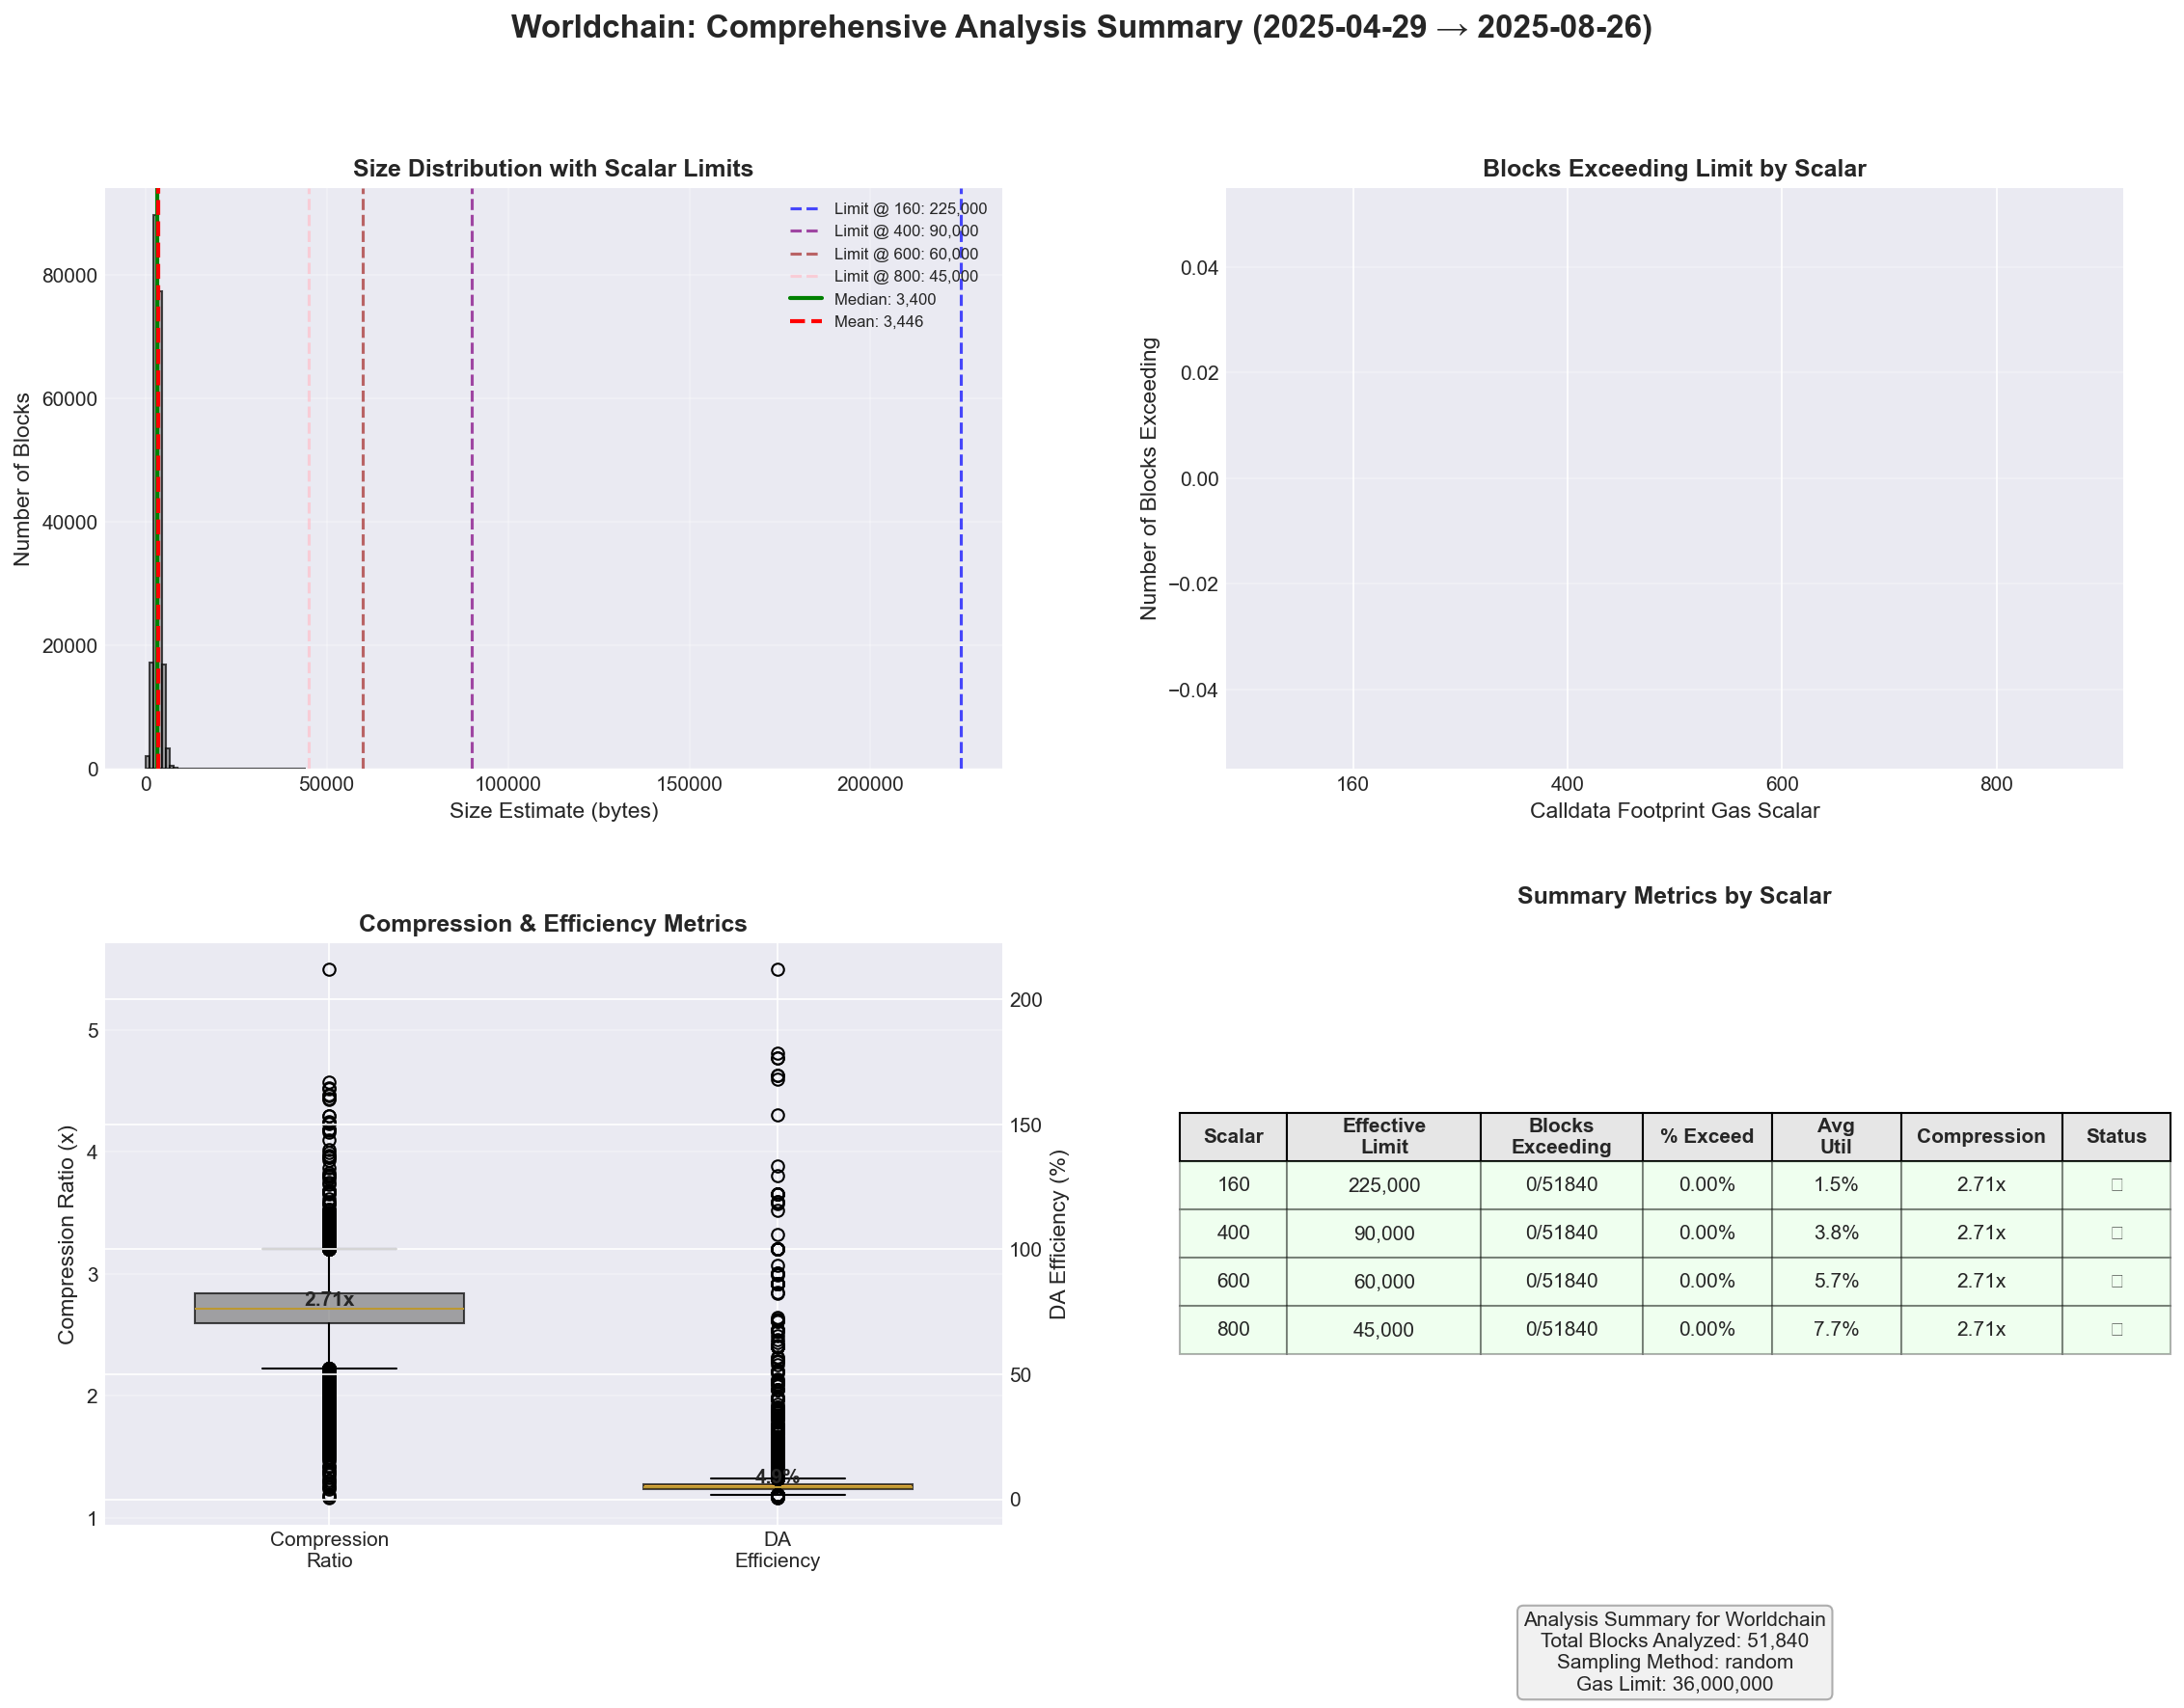 Worldchain: Comprehensive Analysis Summary (2025-04-29 → 2025-08-26)
Size Distribution with Scalar Limits
Number of Blocks
80000
60000
40000
20000
0
0
50000
100000
150000
200000
Size Estimate (bytes)
Limit @ 160: 225,000
Limit @ 400: 90,000
Limit @ 600: 60,000
Limit @ 800: 45,000
Median: 3,400
Mean: 3,446
Blocks Exceeding Limit by Scalar
Number of Blocks Exceeding
0.04
0.02
0.00
−0.02
−0.04
160
400
600
800
Calldata Footprint Gas Scalar
Compression & Efficiency Metrics
Compression Ratio (x)
5
4
3
2
1
2.71x
4.9%
200
150
100
50
0
DA Efficiency (%)
Compression
Ratio
DA
Efficiency
Summary Metrics by Scalar
Scalar Effective Limit Blocks Exceeding % Exceed Avg Util Compression Status
160 225,000 0/51840 0.00% 1.5% 2.71x
400 90,000 0/51840 0.00% 3.8% 2.71x
600 60,000 0/51840 0.00% 5.7% 2.71x
800 45,000 0/51840 0.00% 7.7% 2.71x
Analysis Summary for Worldchain
Total Blocks Analyzed: 51,840
Sampling Method: random
Gas Limit: 36,000,000